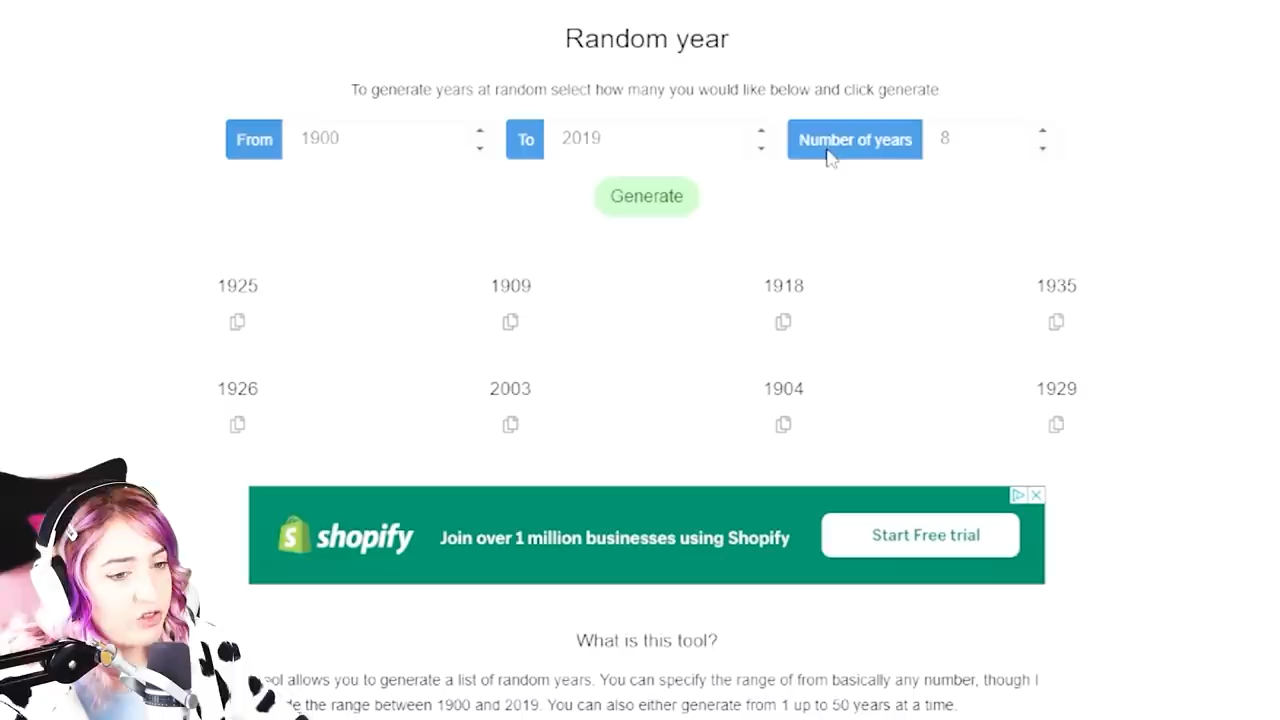 Random year
To generate years at random select how many you would like below and click generate
From 1900 To 2019 Number of years 8
Generate
1925 1909 1918 1935
1926 2003 1904 1929
shopify Join over 1 million businesses using Shopify Start Free trial
What is this tool?
allows you to generate a list of random years. You can specify the range of from basically any number, though I
the range between 1900 and 2019. You can also either generate from 1 up to 50 years at a time.